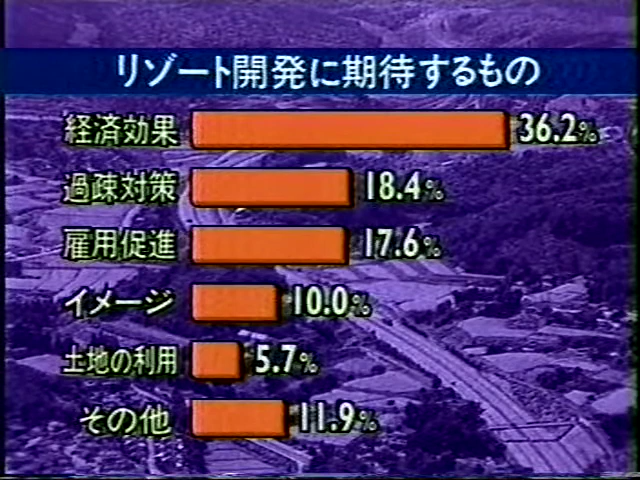 リゾート開発に期待するもの
経済効果 36.2%
過疎対策 18.4%
雇用促進 17.6%
イメージ 10.0%
土地の利用 5.7%
その他 11.9%